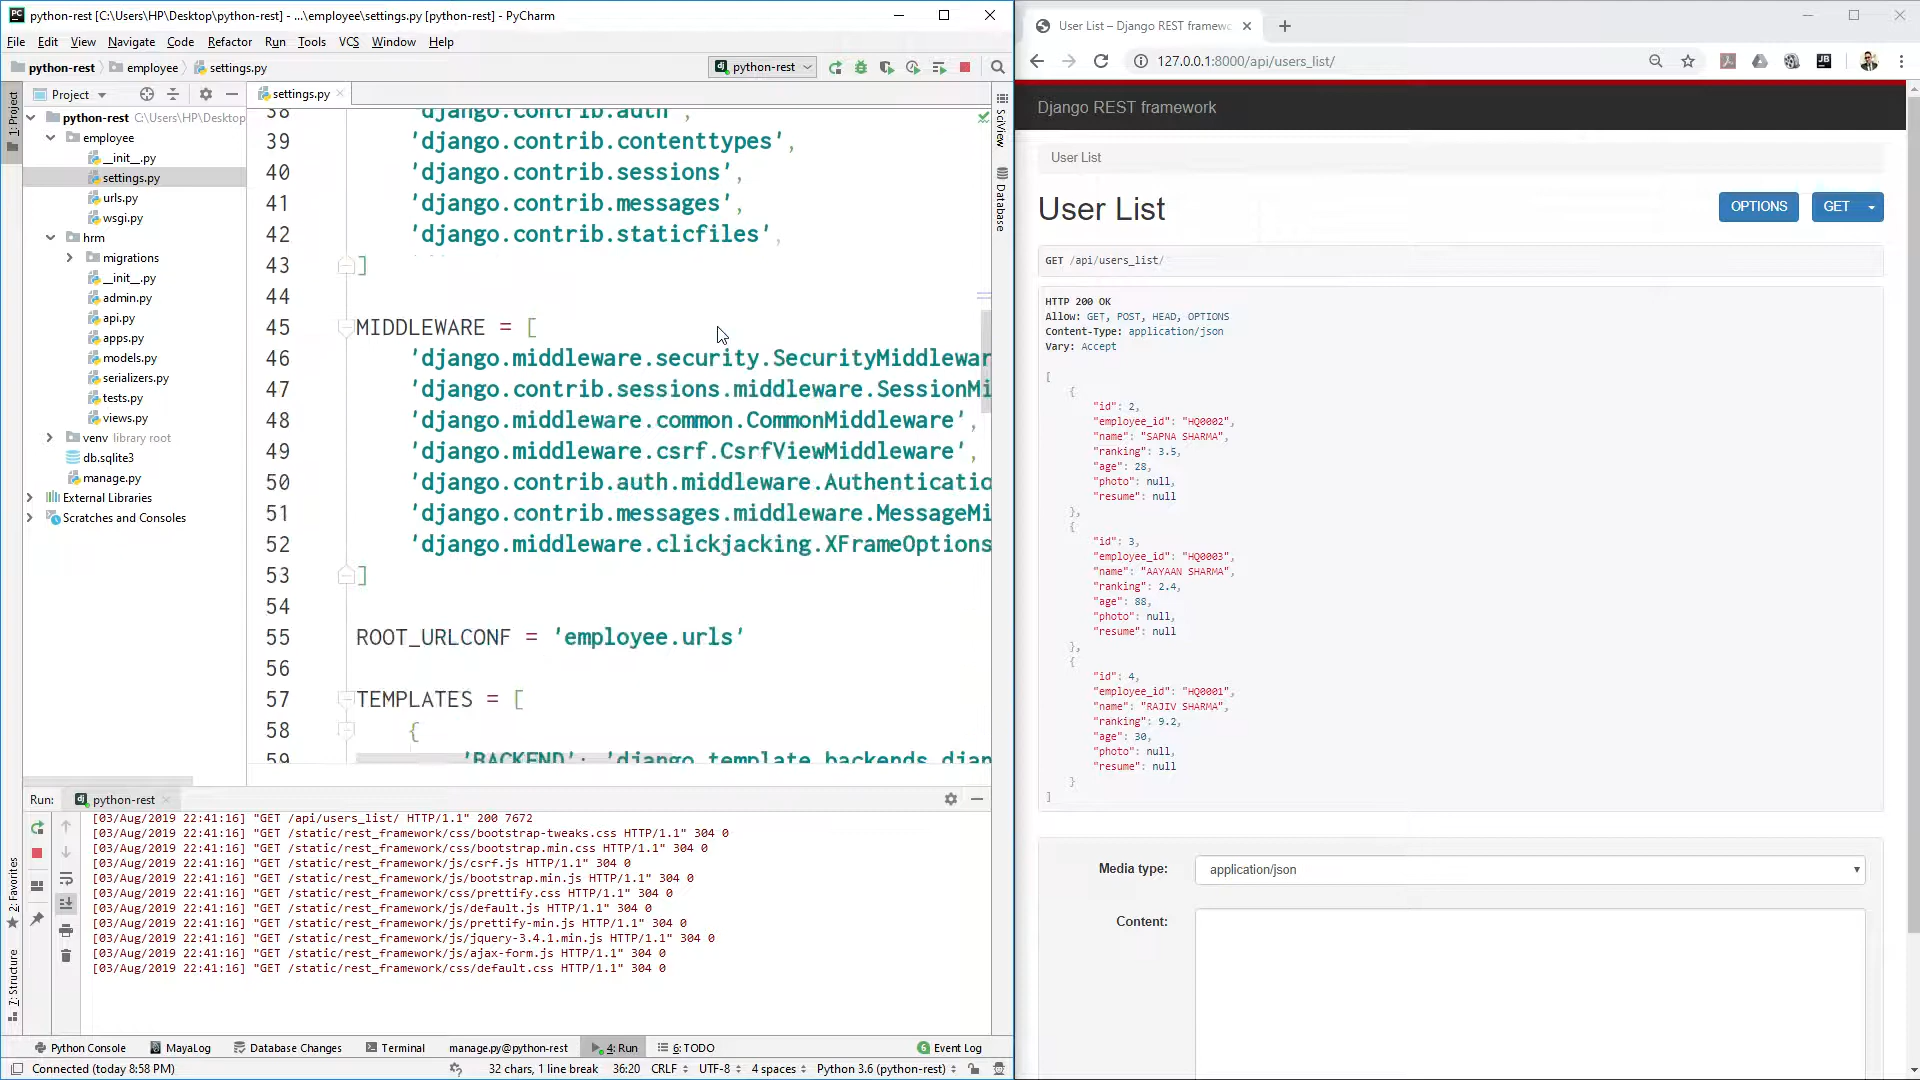 python-rest [C:\Users\HP\Desktop\python-rest] - ...\employee\settings.py [python-rest] - PyCharm
File Edit View Navigate Code Refactor Run Tools VCS Window Help
python-rest employee settings.py
python-rest
Project
settings.py
1: Project
python-rest C:\Users\HP\Desktop
employee
__init__.py
settings.py
urls.py
wsgi.py
hrm
migrations
__init__.py
admin.py
api.py
apps.py
models.py
serializers.py
tests.py
views.py
venv library root
db.sqlite3
manage.py
External Libraries
Scratches and Consoles
38 'django.contrib.auth',
39 'django.contrib.contenttypes',
40 'django.contrib.sessions',
41 'django.contrib.messages',
42 'django.contrib.staticfiles',
43 ]
44
45 MIDDLEWARE = [
46 'django.middleware.security.SecurityMiddlewar
47 'django.contrib.sessions.middleware.SessionMi
48 'django.middleware.common.CommonMiddleware',
49 'django.middleware.csrf.CsrfViewMiddleware',
50 'django.contrib.auth.middleware.Authenticatio
51 'django.contrib.messages.middleware.MessageMi
52 'django.middleware.clickjacking.XFrameOptions
53 ]
54
55 ROOT_URLCONF = 'employee.urls'
56
57 TEMPLATES = [
58 {
59 'BACKEND': 'django.template.backends.djan
SciView
Database
Run: python-rest
[03/Aug/2019 22:41:16] "GET /api/users_list/ HTTP/1.1" 200 7672
[03/Aug/2019 22:41:16] "GET /static/rest_framework/css/bootstrap-tweaks.css HTTP/1.1" 304 0
[03/Aug/2019 22:41:16] "GET /static/rest_framework/css/bootstrap.min.css HTTP/1.1" 304 0
[03/Aug/2019 22:41:16] "GET /static/rest_framework/js/csrf.js HTTP/1.1" 304 0
[03/Aug/2019 22:41:16] "GET /static/rest_framework/js/bootstrap.min.js HTTP/1.1" 304 0
[03/Aug/2019 22:41:16] "GET /static/rest_framework/css/prettify.css HTTP/1.1" 304 0
[03/Aug/2019 22:41:16] "GET /static/rest_framework/js/default.js HTTP/1.1" 304 0
[03/Aug/2019 22:41:16] "GET /static/rest_framework/js/prettify-min.js HTTP/1.1" 304 0
[03/Aug/2019 22:41:16] "GET /static/rest_framework/js/jquery-3.4.1.min.js HTTP/1.1" 304 0
[03/Aug/2019 22:41:16] "GET /static/rest_framework/js/ajax-form.js HTTP/1.1" 304 0
[03/Aug/2019 22:41:16] "GET /static/rest_framework/css/default.css HTTP/1.1" 304 0
2: Favorites
7: Structure
Python Console MayaLog Database Changes Terminal manage.py@python-rest 4: Run 6: TODO 6 Event Log
Connected (today 8:58 PM) 32 chars, 1 line break 36:20 CRLF UTF-8 4 spaces Python 3.6 (python-rest)
User List – Django REST framewo
127.0.0.1:8000/api/users_list/
Django REST framework
User List
User List
OPTIONS GET
GET /api/users_list/
HTTP 200 OK
Allow: GET, POST, HEAD, OPTIONS
Content-Type: application/json
Vary: Accept
[
{
"id": 2,
"employee_id": "HQ0002",
"name": "SAPNA SHARMA",
"ranking": 3.5,
"age": 28,
"photo": null,
"resume": null
},
{
"id": 3,
"employee_id": "HQ0003",
"name": "AAYAAN SHARMA",
"ranking": 2.4,
"age": 88,
"photo": null,
"resume": null
},
{
"id": 4,
"employee_id": "HQ0001",
"name": "RAJIV SHARMA",
"ranking": 9.2,
"age": 30,
"photo": null,
"resume": null
}
]
Media type: application/json
Content: